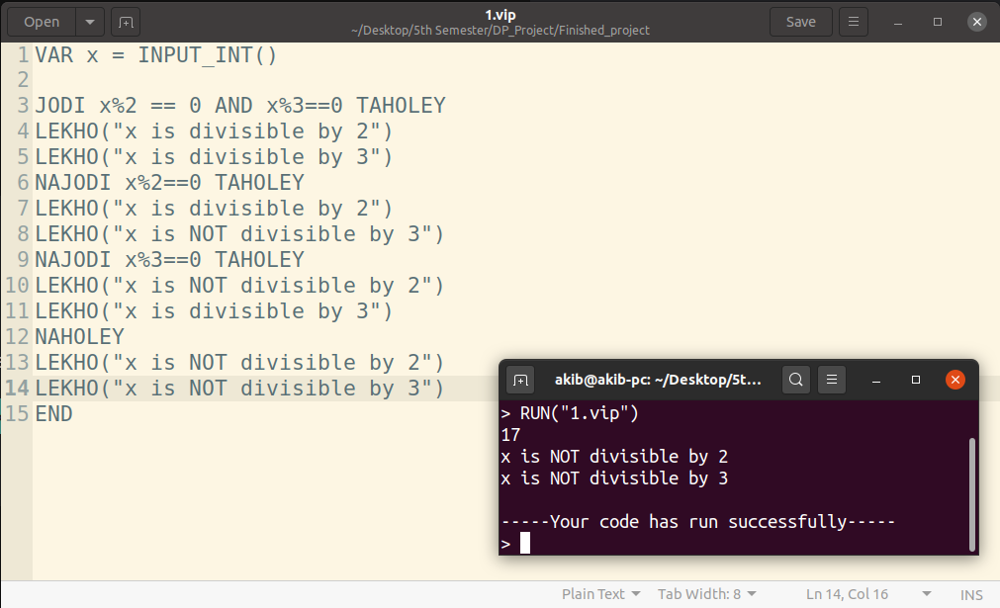 Open
1.vip
~/Desktop/5th Semester/DP_Project/Finished_project
Save
1 VAR x = INPUT_INT()
2
3 JODI x%2 == 0 AND x%3==0 TAHOLEY
4 LEKHO("x is divisible by 2")
5 LEKHO("x is divisible by 3")
6 NAJODI x%2==0 TAHOLEY
7 LEKHO("x is divisible by 2")
8 LEKHO("x is NOT divisible by 3")
9 NAJODI x%3==0 TAHOLEY
10 LEKHO("x is NOT divisible by 2")
11 LEKHO("x is divisible by 3")
12 NAHOLEY
13 LEKHO("x is NOT divisible by 2")
14 LEKHO("x is NOT divisible by 3")
15 END
akib@akib-pc: ~/Desktop/5t...
> RUN("1.vip")
17
x is NOT divisible by 2
x is NOT divisible by 3
-----Your code has run successfully-----
>
Plain Text Tab Width: 8 Ln 14, Col 16 INS